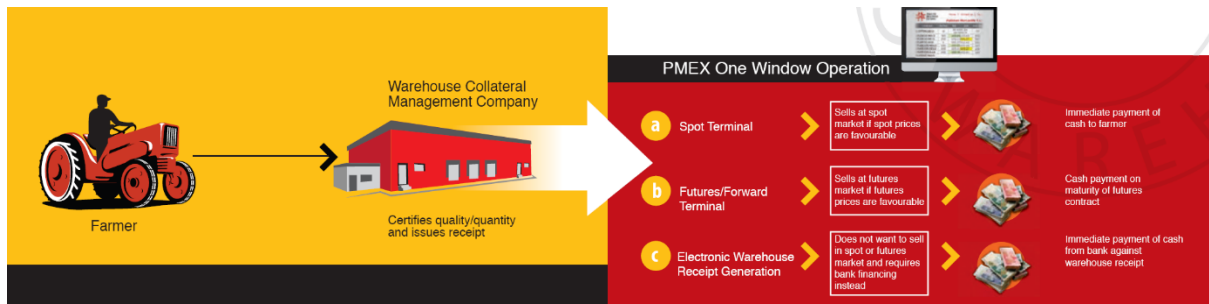 Farmer
Warehouse Collateral
Management Company
Certifies quality/quantity
and issues receipt
PMEX One Window Operation
a
Spot Terminal
Sells at spot
market if spot prices
are favourable
Immediate payment of
cash to farmer
b
Futures/Forward
Terminal
Sells at futures
market if futures
prices are favourable
Cash payment on
maturity of futures
contract
c
Electronic Warehouse
Receipt Generation
Does not want to sell
in spot or futures
market and requires
bank financing
instead
Immediate payment of cash
from bank against
warehouse receipt